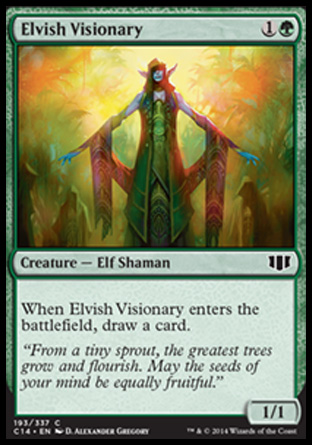 Elvish Visionary 1
Creature — Elf Shaman
When Elvish Visionary enters the
battlefield, draw a card.
“From a tiny sprout, the greatest trees
grow and flourish. May the seeds of
your mind be equally fruitful.”
1/1
193/337 C
C14 • EN D. Alexander Gregory ™ & © 2014 Wizards of the Coast